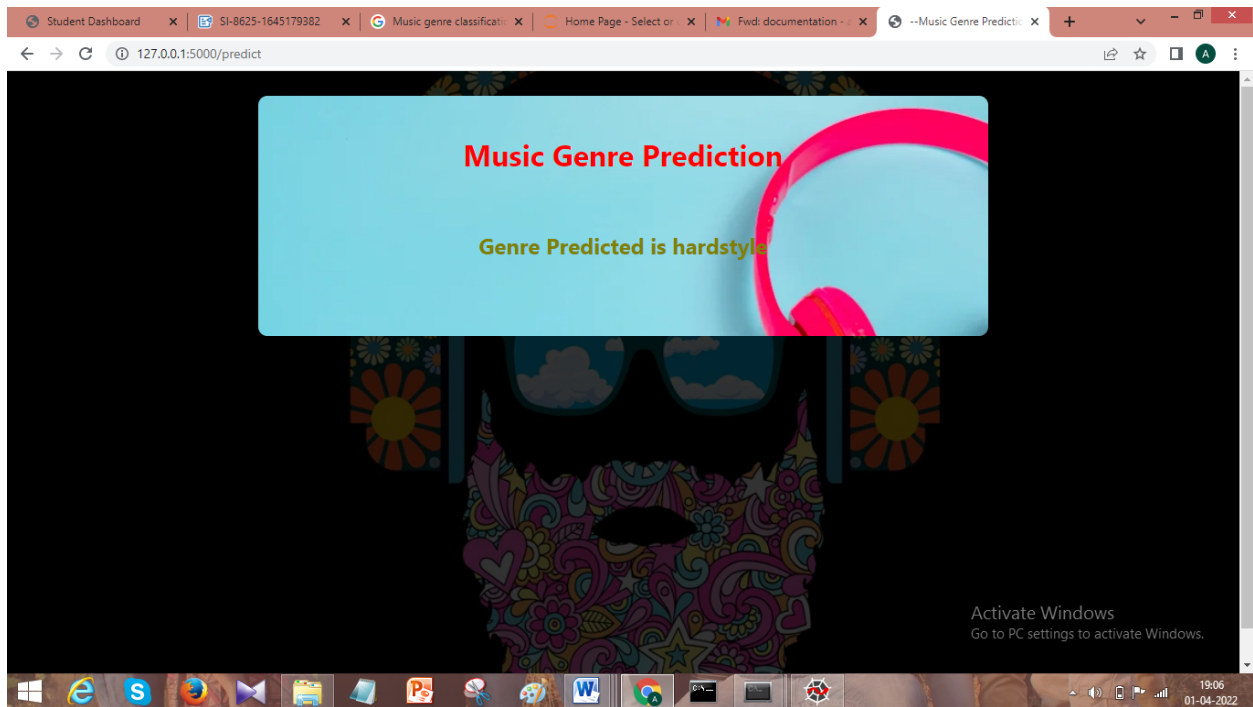 Student Dashboard
SI-8625-1645179382
Music genre classificatio
Home Page - Select or c
Fwd: documentation -
--Music Genre Predictio
127.0.0.1:5000/predict
A
Music Genre Prediction
Genre Predicted is hardstyle
Activate Windows
Go to PC settings to activate Windows.
19:06
01-04-2022